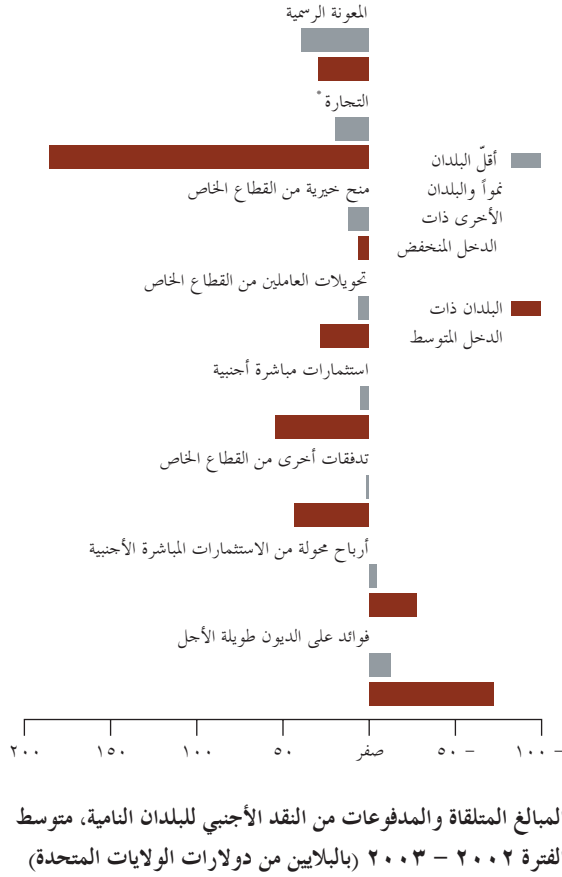 المعونة الرسمية
التجارة*
منح خيرية من القطاع الخاص
تحويلات العاملين من القطاع الخاص
استثمارات مباشرة أجنبية
تدفقات أخرى من القطاع الخاص
أرباح محولة من الاستثمارات المباشرة الأجنبية
فوائد على الديون طويلة الأجل
أقلّ البلدان
نمواً والبلدان
الأخرى ذات
الدخل المنخفض
البلدان ذات
الدخل المتوسط
٢٠٠ ١٥٠ ١٠٠ ٥٠ صفر – ٥٠ – ١٠٠
لمبالغ المتلقاة والمدفوعات من النقد الأجنبي للبلدان النامية، متوسط
لفترة ٢٠٠٢ – ٢٠٠٣ (بالبلايين من دولارات الولايات المتحدة)